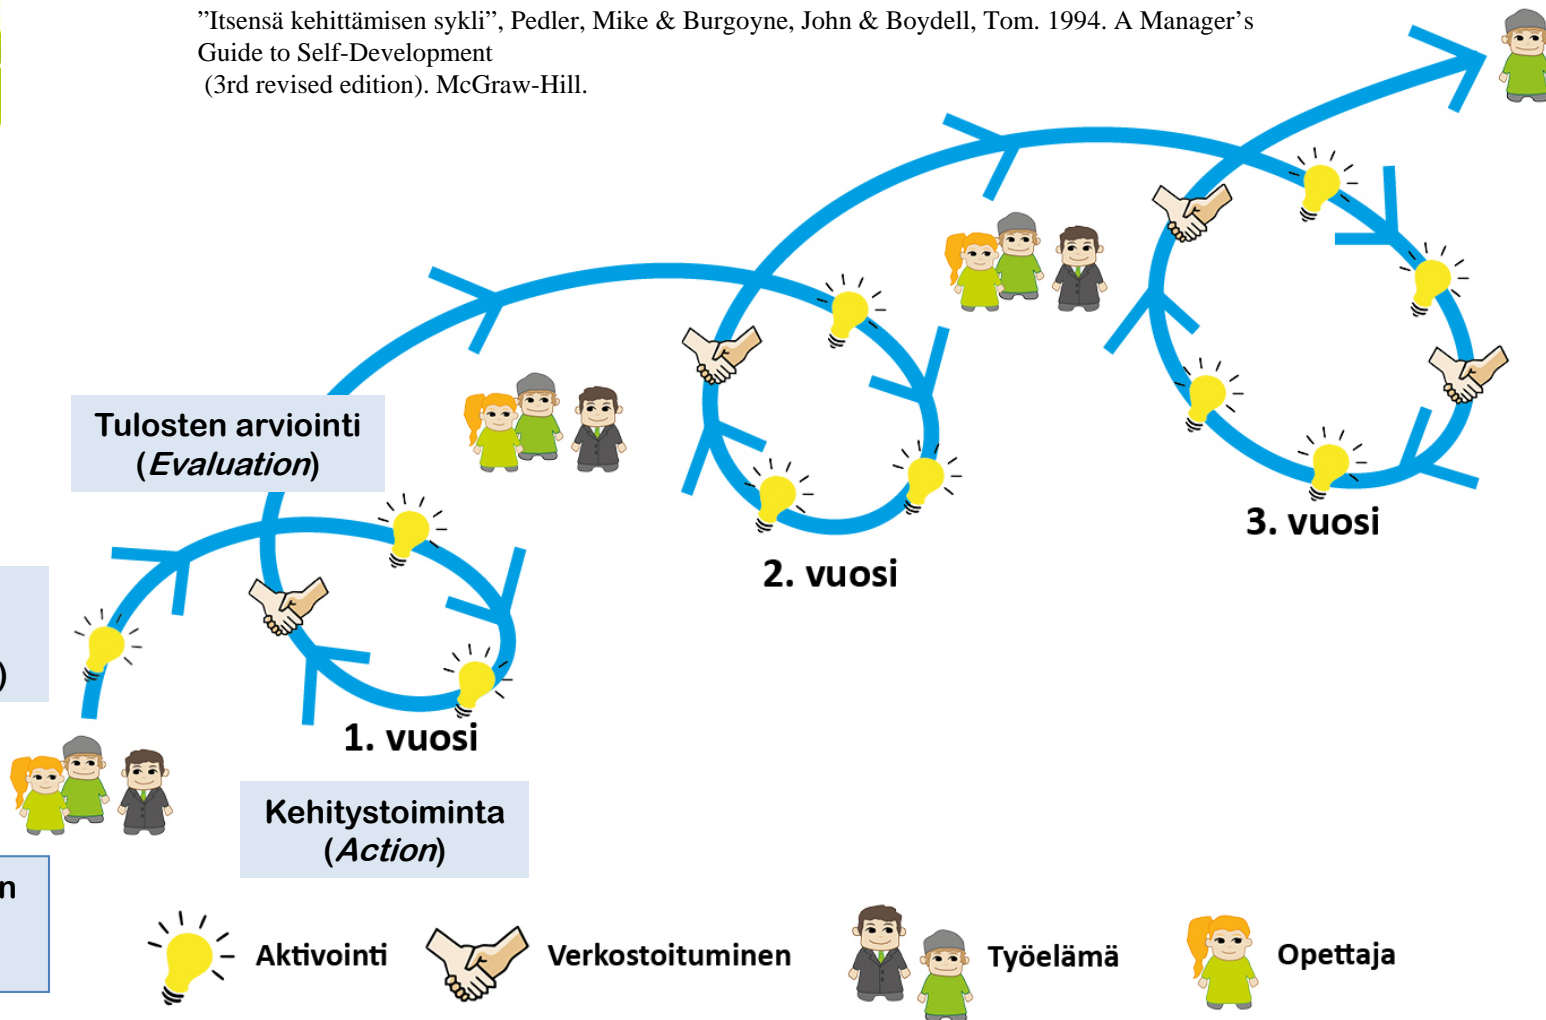 ”Itsensä kehittämisen sykli”, Pedler, Mike & Burgoyne, John & Boydell, Tom. 1994. A Manager’s
Guide to Self-Development
(3rd revised edition). McGraw-Hill.
Tulosten arviointi
(Evaluation)
3. vuosi
2. vuosi
)
1. vuosi
Kehitystoiminta
(Action)
n
Aktivointi
Verkostoituminen
Työelämä
Opettaja